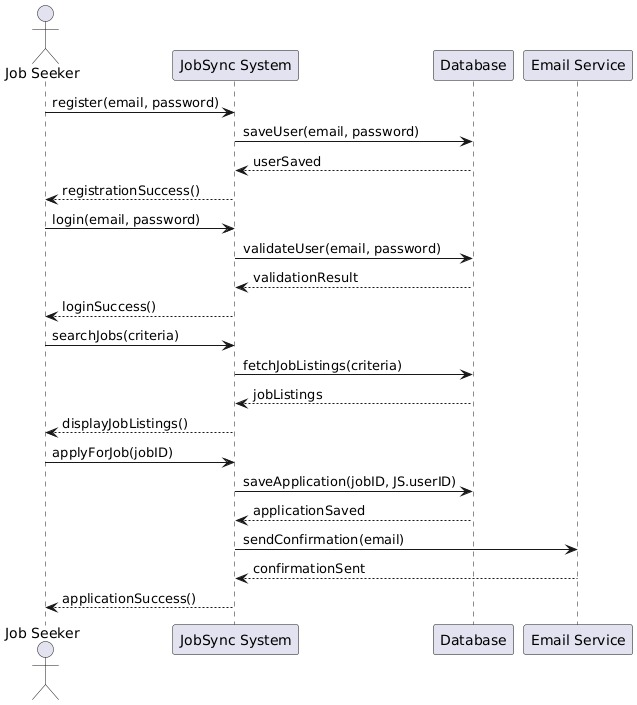 Job Seeker
JobSync System
Database
Email Service
register(email, password)
saveUser(email, password)
userSaved
registrationSuccess()
login(email, password)
validateUser(email, password)
validationResult
loginSuccess()
searchJobs(criteria)
fetchJobListings(criteria)
jobListings
displayJobListings()
applyForJob(jobID)
saveApplication(jobID, JS.userID)
applicationSaved
sendConfirmation(email)
confirmationSent
applicationSuccess()
Job Seeker
JobSync System
Database
Email Service